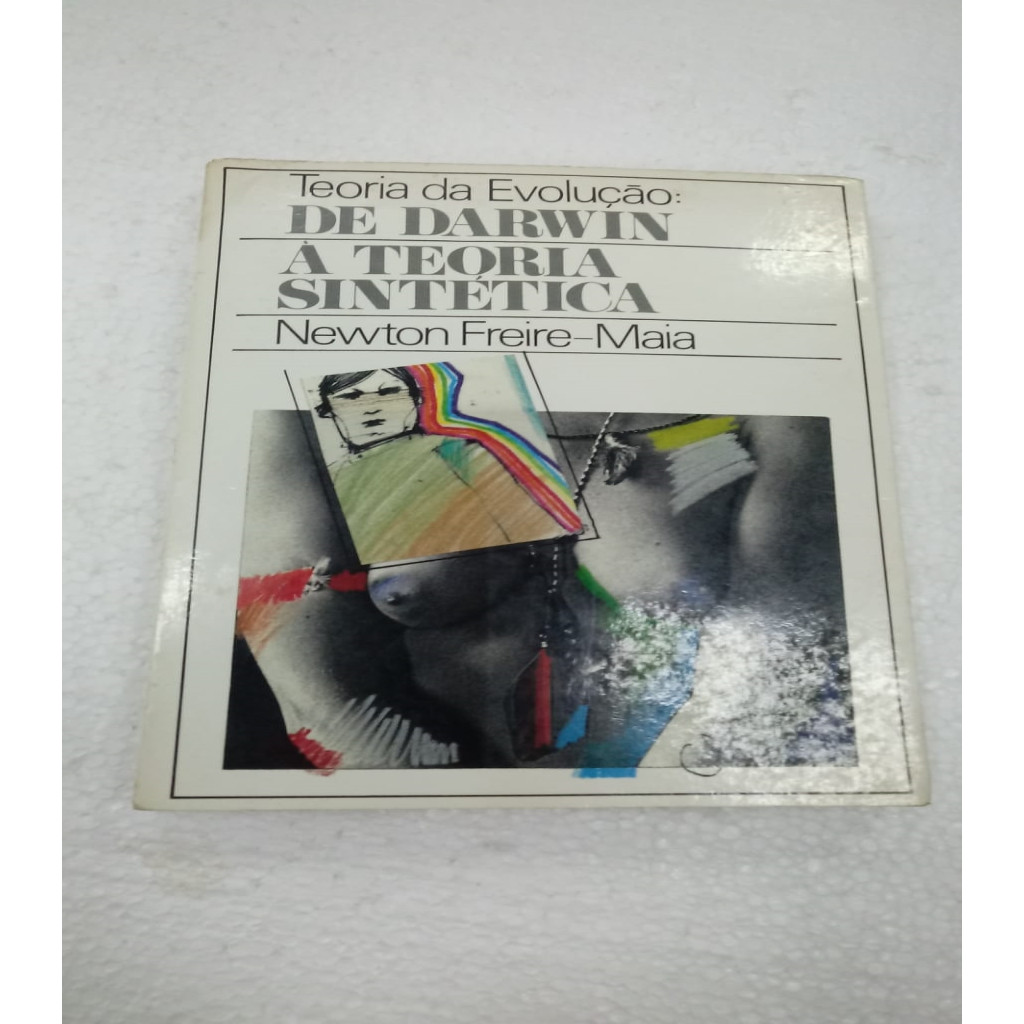 Teoria da Evolução:
DE DARWIN
À TEORIA
SINTÉTICA
Newton Freire-Maia